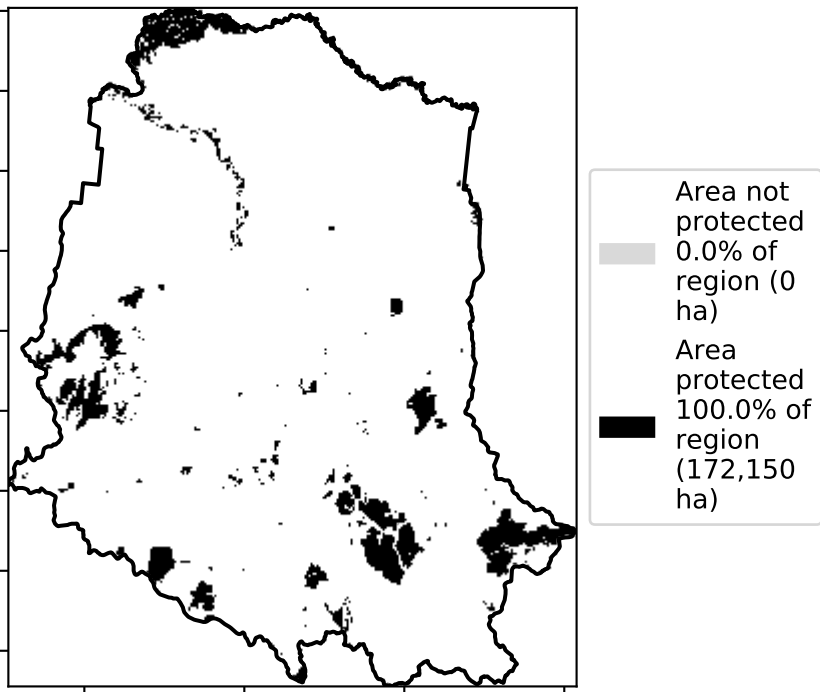 Area not
protected
0.0% of
region (0
ha)
Area
protected
100.0% of
region
(172,150
ha)